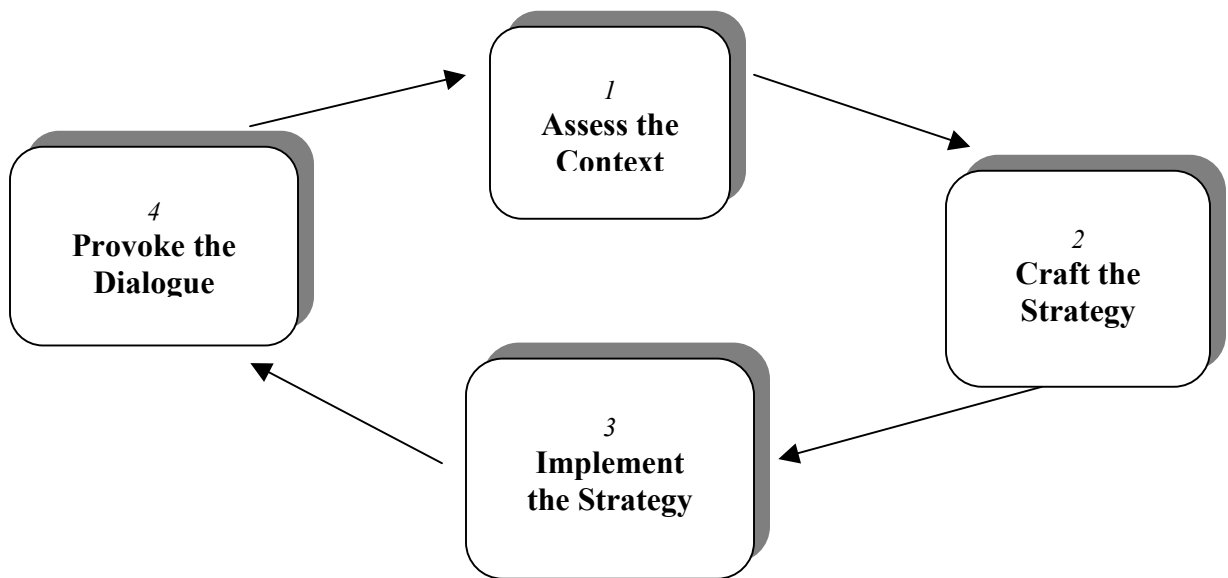 1
Assess the
Context
2
Craft the
Strategy
3
Implement
the Strategy
4
Provoke the
Dialogue